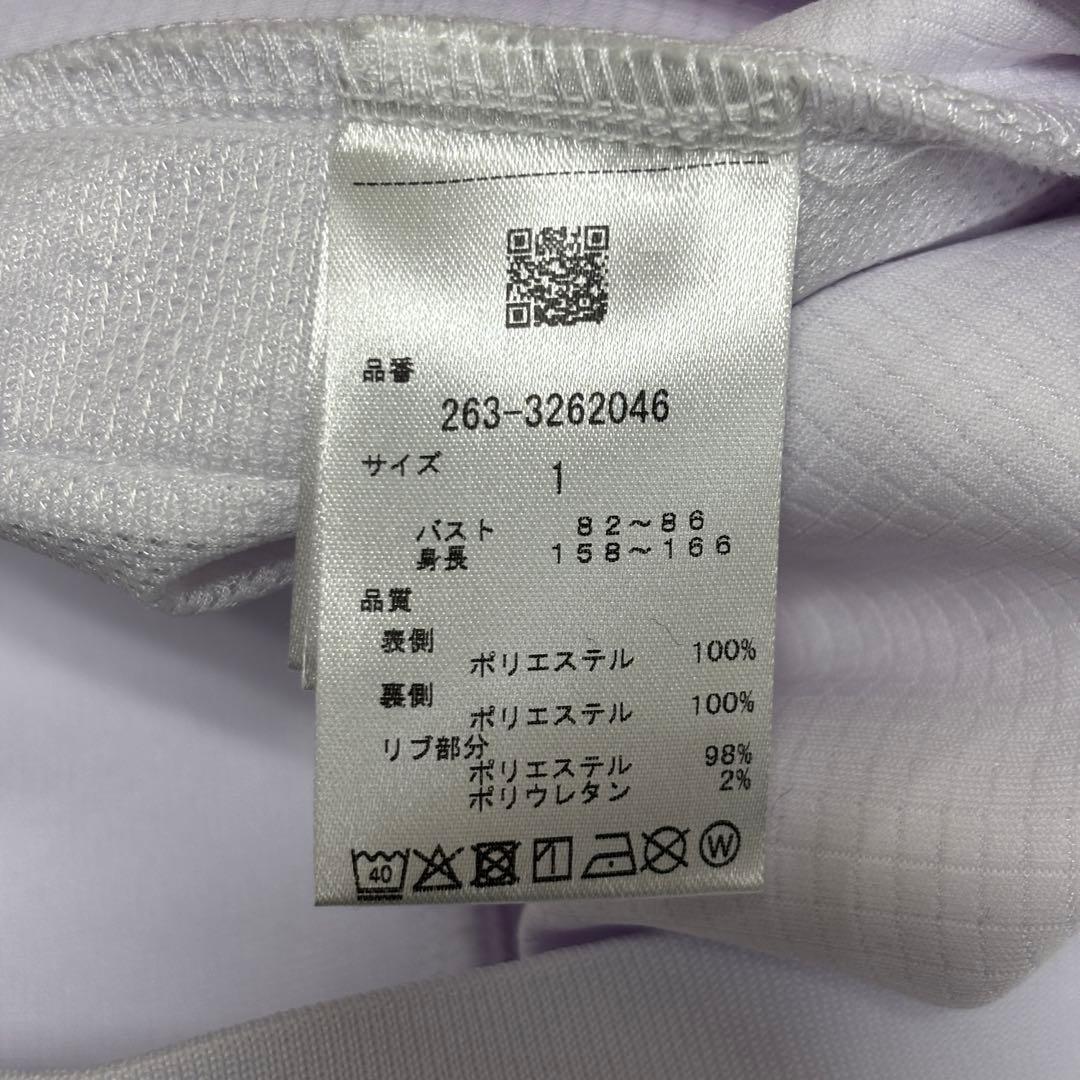 品番
263-3262046
サイズ 1
バスト 82～86
身長 158～166
品質
表側
ポリエステル 100%
裏側
ポリエステル 100%
リブ部分
ポリエステル 98%
ポリウレタン 2%
40 W